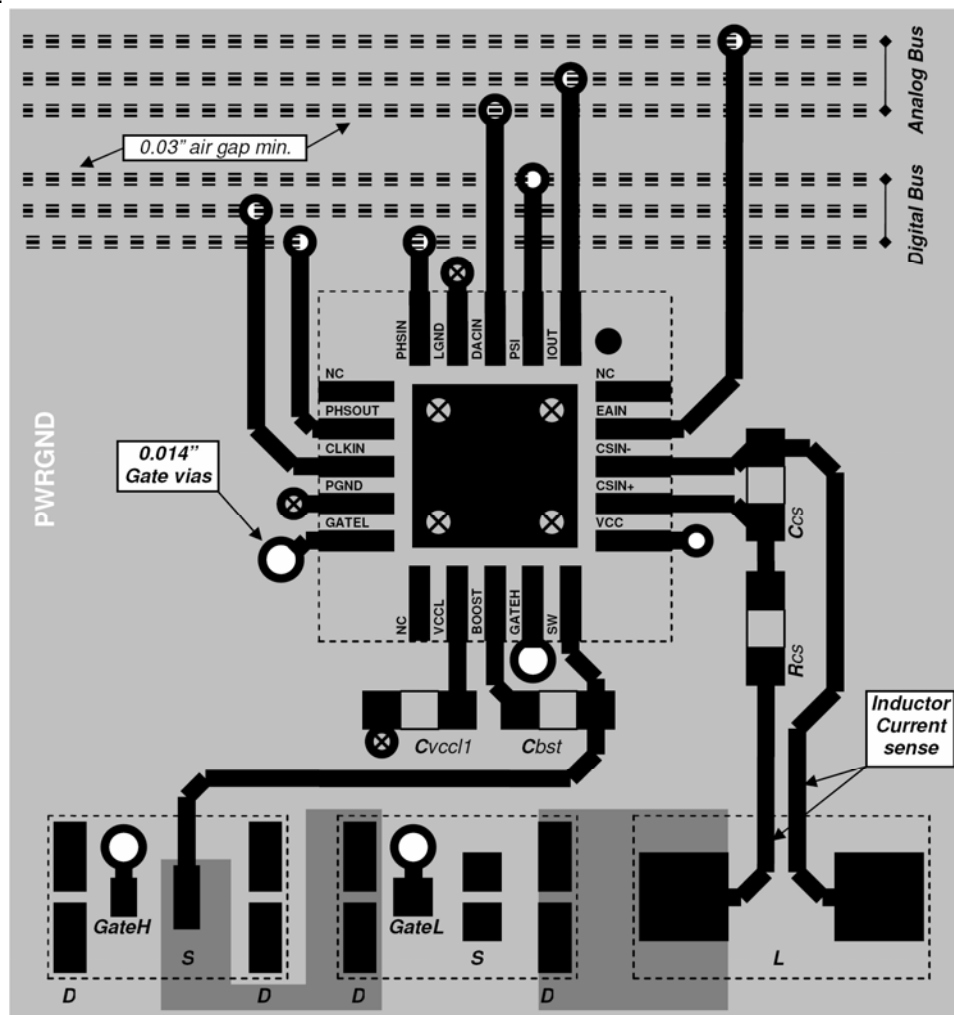 Analog Bus
0.03” air gap min.
Digital Bus
PHSIN
LGND
DACIN
PSI
IOUT
NC
NC
PHSOUT
EAIN
CLKIN
CSIN-
PGND
CSIN+
GATEL
VCC
PWRGND
0.014”
Gate vias
Ccs
NC
VCCL
BOOST
GATEH
SW
Rcs
Inductor
Current
sense
Cvccl1
Cbst
GateH
GateL
S
S
L
D
D
D
D